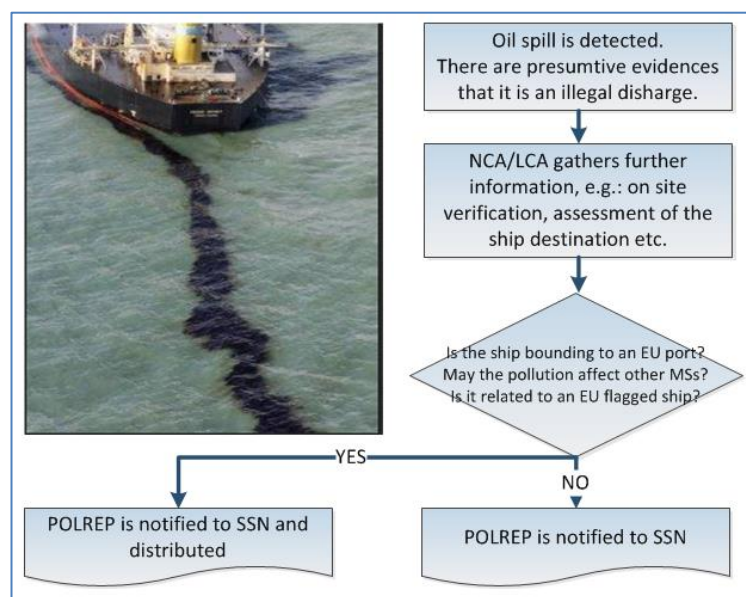 Oil spill is detected.
There are presumtive evidences
that it is an illegal disharge.
NCA/LCA gathers further
information, e.g.: on site
verification, assessment of the
ship destination etc.
Is the ship bounding to an EU port?
May the pollution affect other MSs?
Is it related to an EU flagged ship?
YES
NO
POLREP is notified to SSN and
distributed
POLREP is notified to SSN